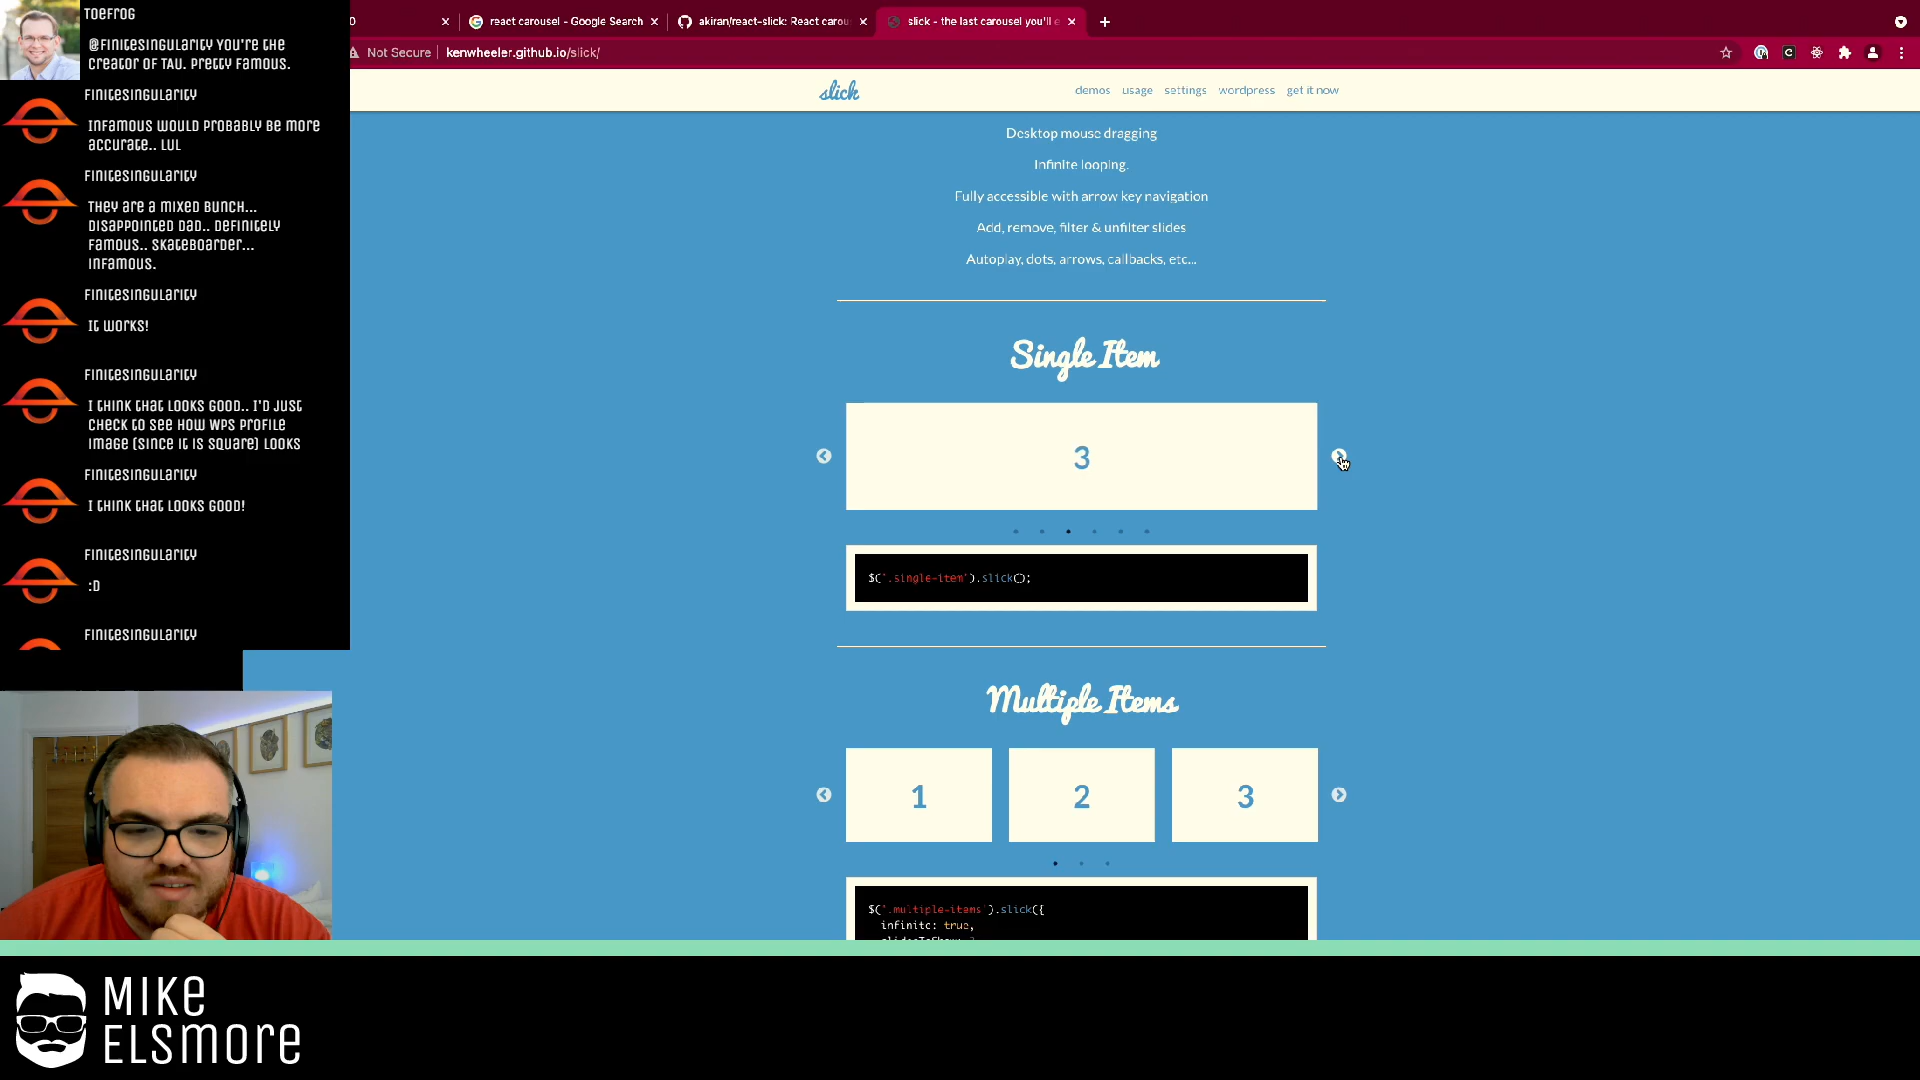 Toefrog
@finitesingularity You're the
creator of TAU. Pretty famous.
finitesingularity
Infamous would probably be more
accurate.. LUL
finitesingularity
They are a mixed bunch...
Disappointed dad.. definitely
famous.. skateboarder...
infamous.
finitesingularity
It works!
finitesingularity
I think that looks good.. I'd just
check to see how WPs profile
image (since it is square) looks
finitesingularity
I think that looks good!
finitesingularity
:D
finitesingularity
react carousel - Google Search
akiran/react-slick: React carou
slick - the last carousel you'll
Not Secure
kenwheeler.github.io/slick/
slick
demos usage settings wordpress get it now
Desktop mouse dragging
Infinite looping.
Fully accessible with arrow key navigation
Add, remove, filter & unfilter slides
Autoplay, dots, arrows, callbacks, etc...
Single Item
3
$('.single-item').slick();
Multiple Items
1 2 3
$('.multiple-items').slick({
infinite: true,
Mike
Elsmore